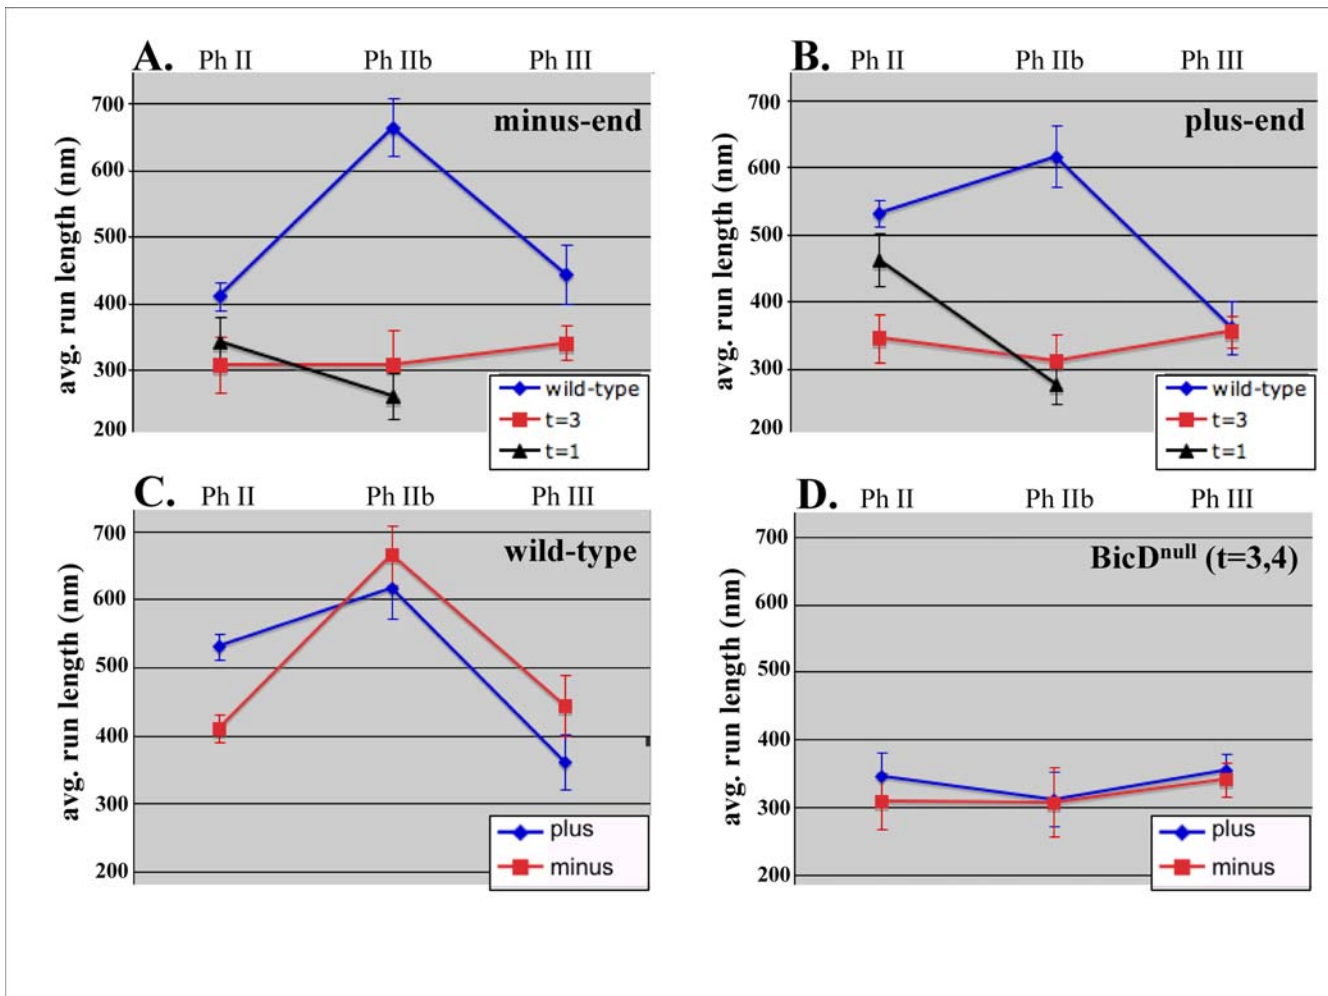 A.
Ph II Ph IIb Ph III
minus-end
avg. run length (nm)
700
600
500
400
300
200
wild-type
t=3
t=1
B.
Ph II Ph IIb Ph III
plus-end
avg. run length (nm)
700
600
500
400
300
200
wild-type
t=3
t=1
C.
Ph II Ph IIb Ph III
wild-type
avg. run length (nm)
700
600
500
400
300
200
plus
minus
D.
Ph II Ph IIb Ph III
BicDnull (t=3,4)
avg. run length (nm)
700
600
500
400
300
200
plus
minus